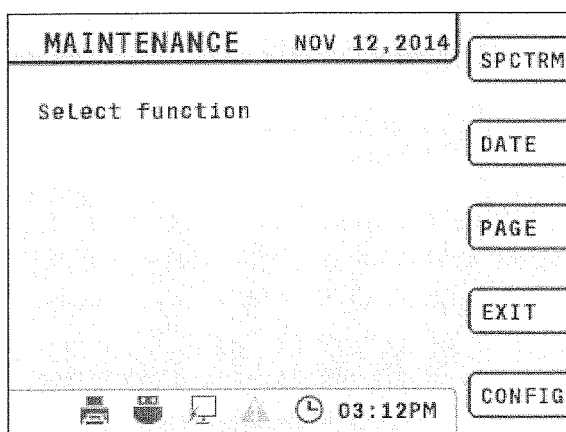 MAINTENANCE NOV 12,2014
SPCTRM
Select function
DATE
PAGE
EXIT
CONFIG
03:12PM